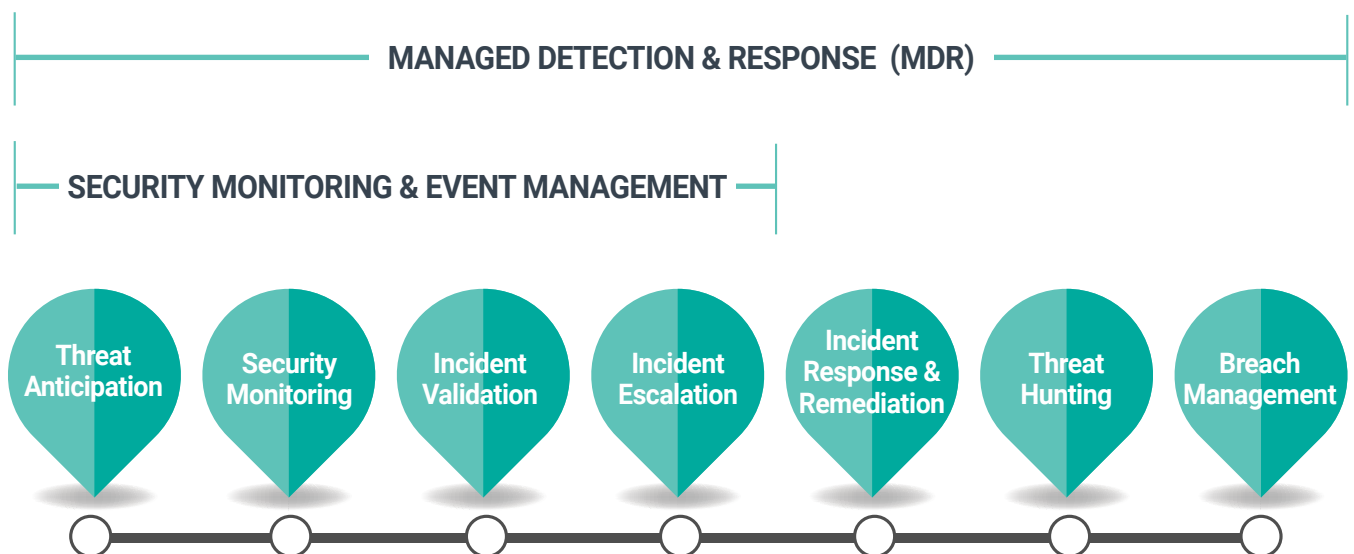 MANAGED DETECTION & RESPONSE (MDR)
SECURITY MONITORING & EVENT MANAGEMENT
Threat
Anticipation
Security
Monitoring
Incident
Validation
Incident
Escalation
Incident
Response &
Remediation
Threat
Hunting
Breach
Management